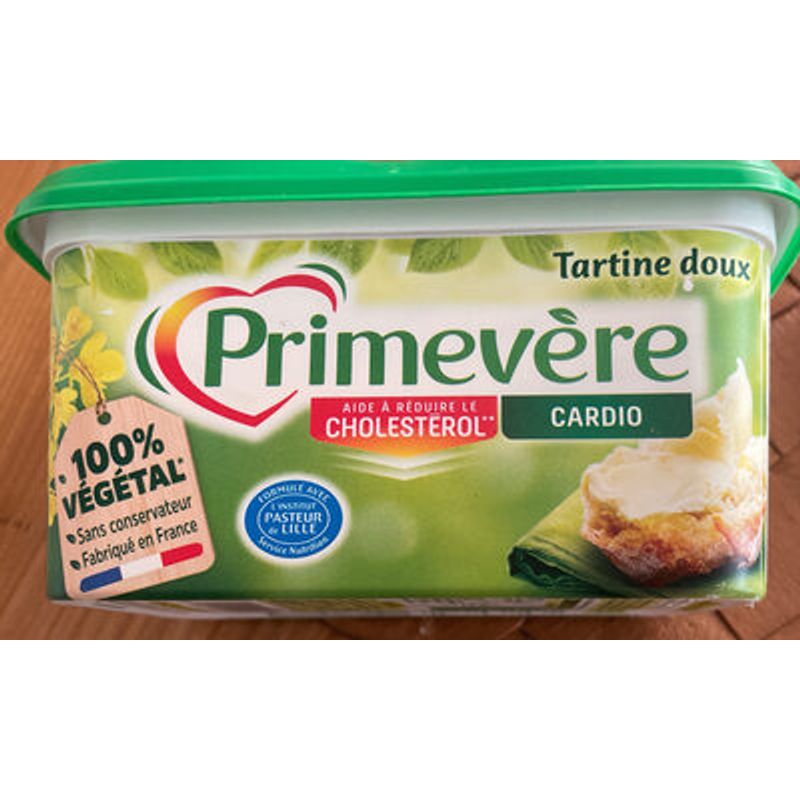 Tartine doux
Primevère
AIDE À RÉDUIRE LE
CHOLESTÉROL**
CARDIO
100%
VÉGÉTAL*
Sans conservateur
Fabriqué en France
FORMULÉ AVEC
L'INSTITUT
PASTEUR
de LILLE
Service Nutrition